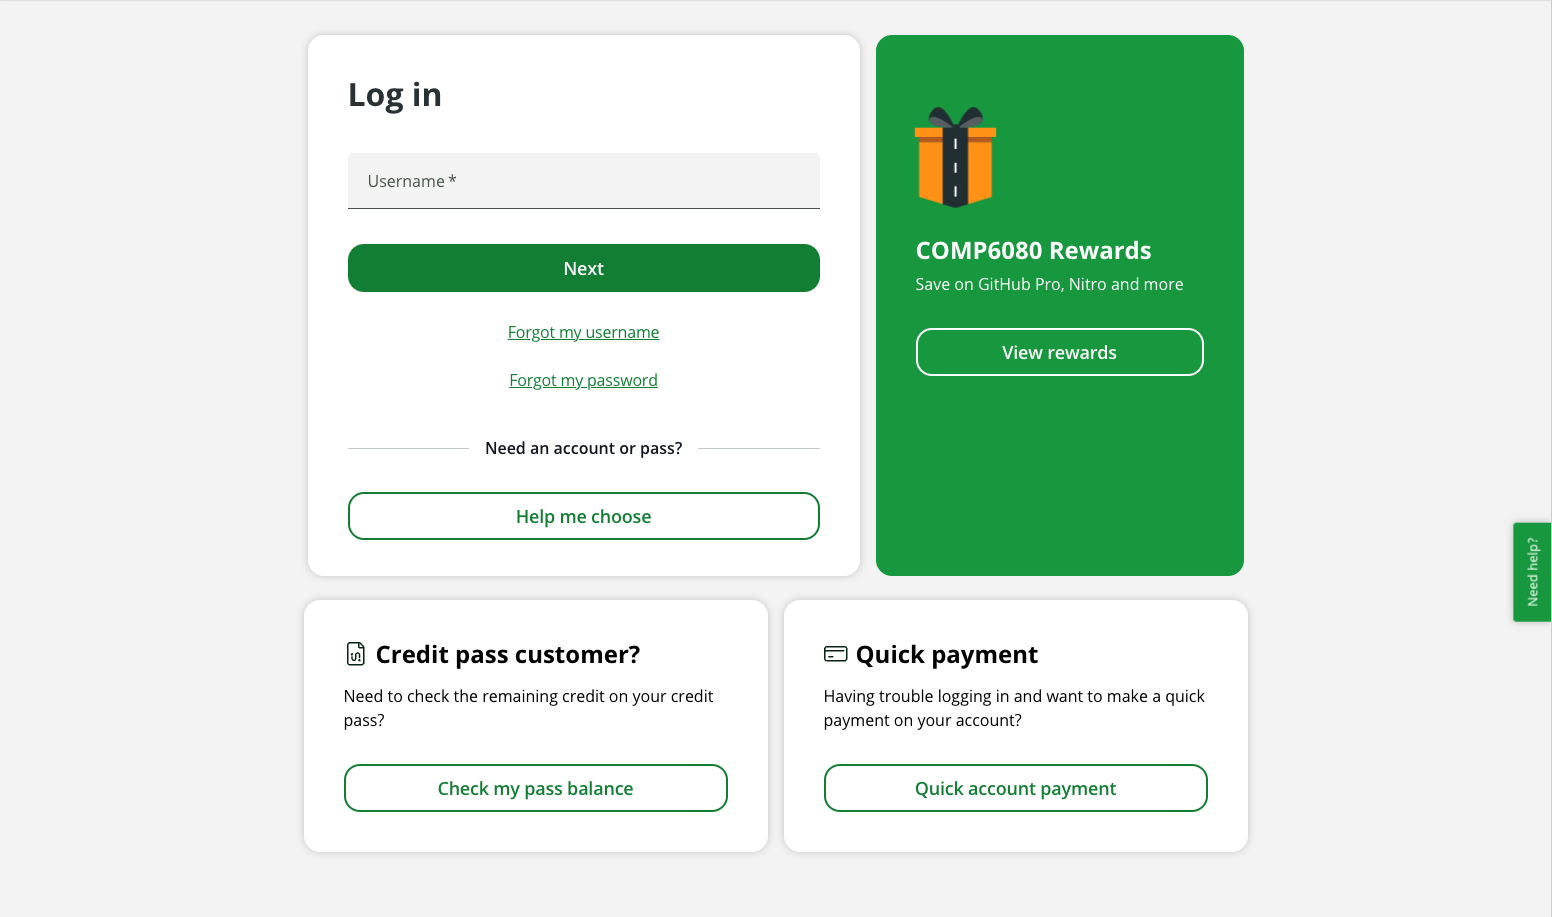 Log in
Username *
Next
Forgot my username
Forgot my password
Need an account or pass?
Help me choose
COMP6080 Rewards
Save on GitHub Pro, Nitro and more
View rewards
Need help?
Credit pass customer?
Need to check the remaining credit on your credit
pass?
Check my pass balance
Quick payment
Having trouble logging in and want to make a quick
payment on your account?
Quick account payment